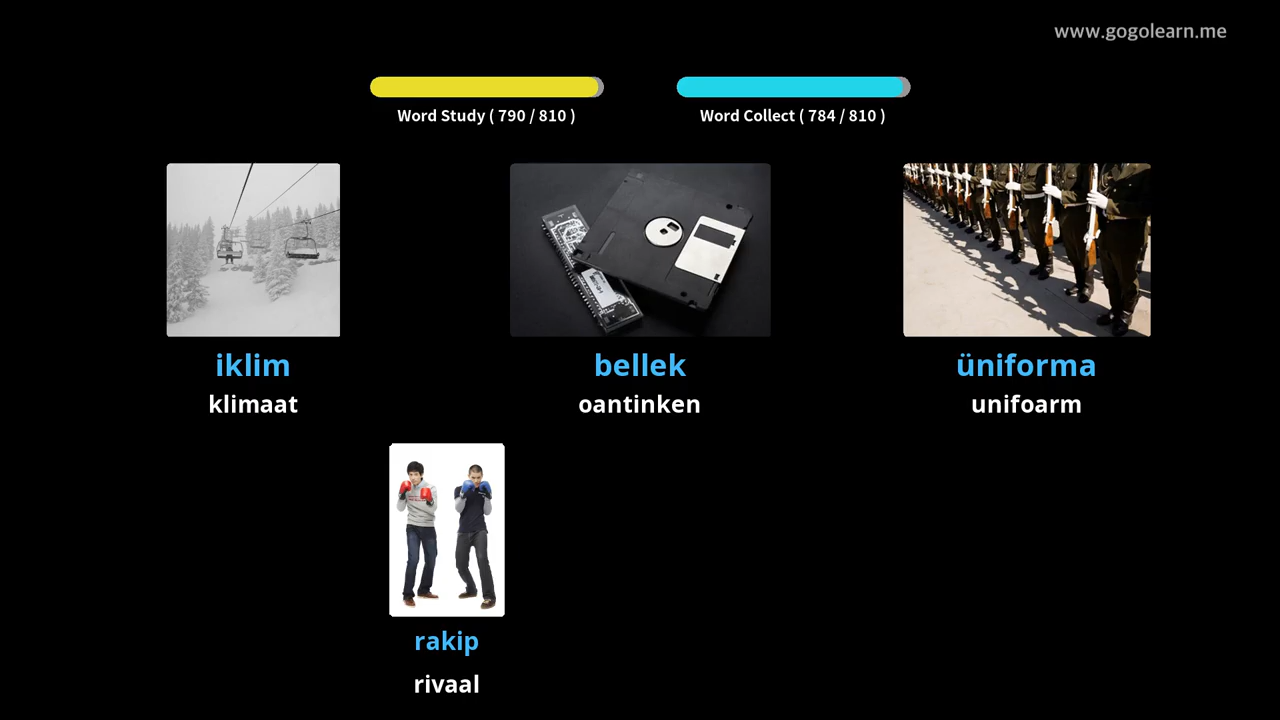 www.gogolearn.me
Word Study ( 790 / 810 )
Word Collect ( 784 / 810 )
iklim
bellek
üniforma
klimaat
oantinken
unifoarm
rakip
rivaal